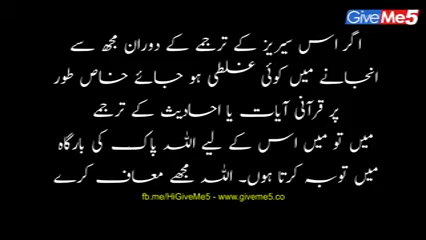 GiveMe5
اگر اس سیریز کے ترجمے کے دوران مجھ سے
انجانے میں کوئی غلطی ہو جائے خاص طور
پر قرآنی آیات یا احادیث کے ترجمے
میں تو میں اس کے لیے اللہ پاک کی بارگاہ
میں توبہ کرتا ہوں۔ اللہ مجھے معاف کرے
fb.me/HiGiveMe5 - www.giveme5.co